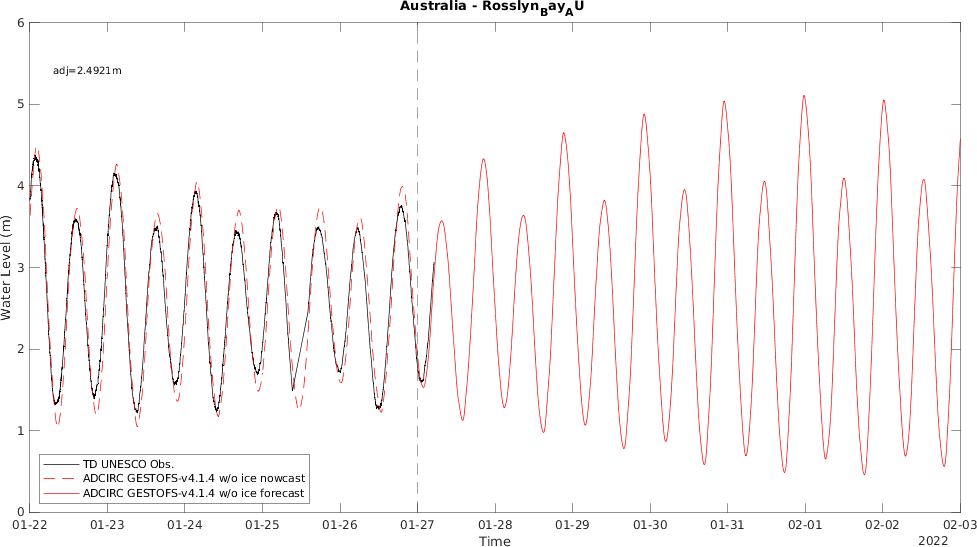 Australia - Rosslyn_Bay_AU
6
adj=2.4921m
5
4
3
2
1
0
Water Level (m)
TD UNESCO Obs.
ADCIRC GESTOFS-v4.1.4 w/o ice nowcast
ADCIRC GESTOFS-v4.1.4 w/o ice forecast
01-22 01-23 01-24 01-25 01-26 01-27 01-28 01-29 01-30 01-31 02-01 02-02 02-03
Time
2022